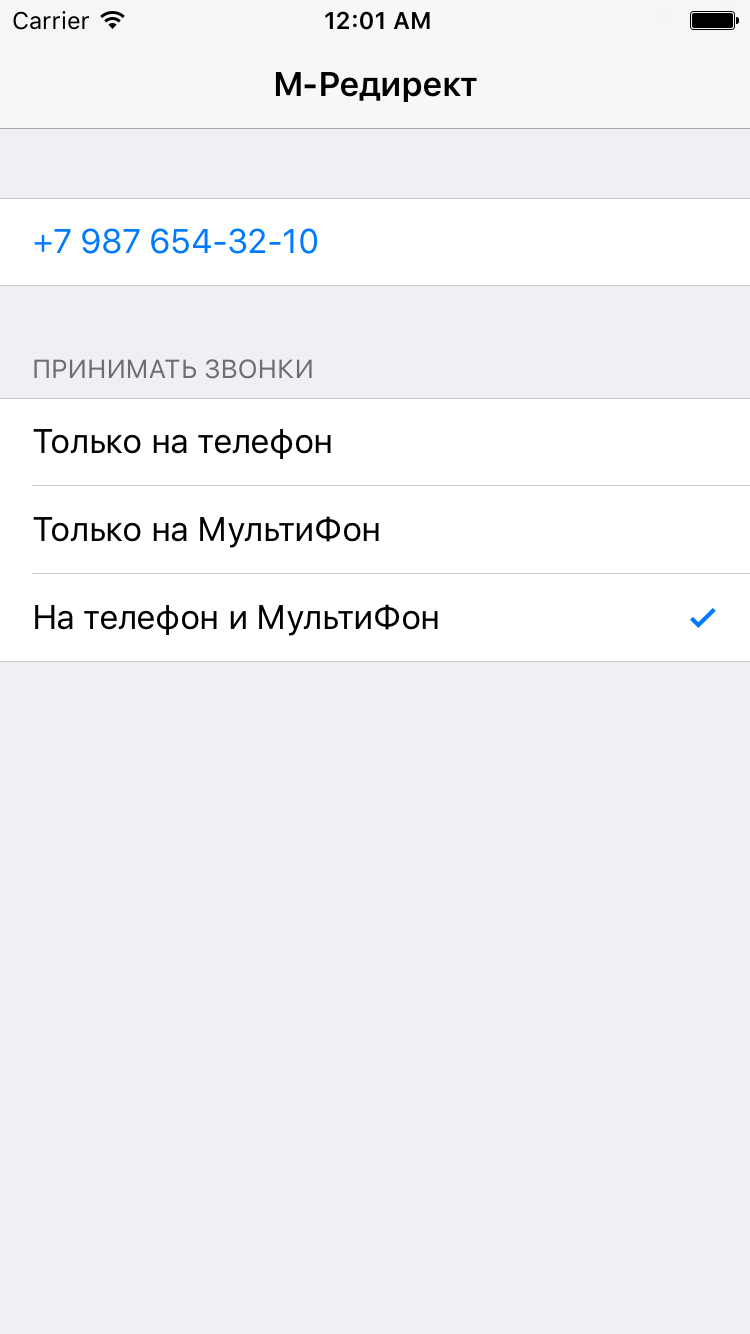 Carrier 12:01 AM
М-Редирект
+7 987 654-32-10
ПРИНИМАТЬ ЗВОНКИ
Только на телефон
Только на МультиФон
На телефон и МультиФон